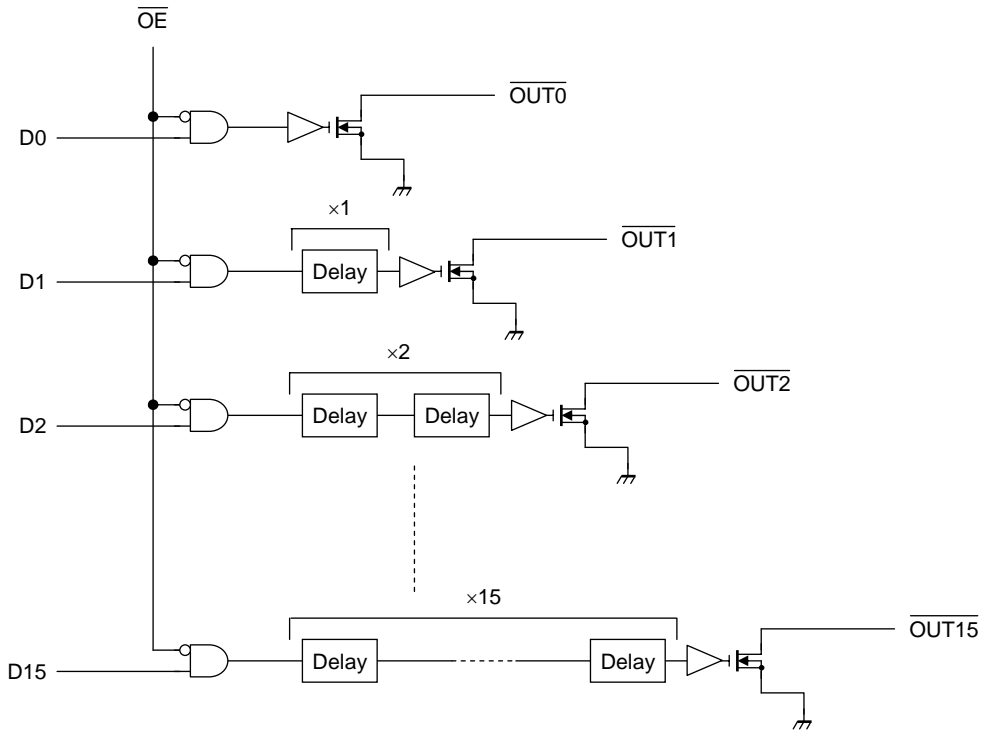 OE
OUT0
D0
×1
OUT1
Delay
D1
×2
OUT2
Delay Delay
D2
×15
OUT15
Delay Delay
D15